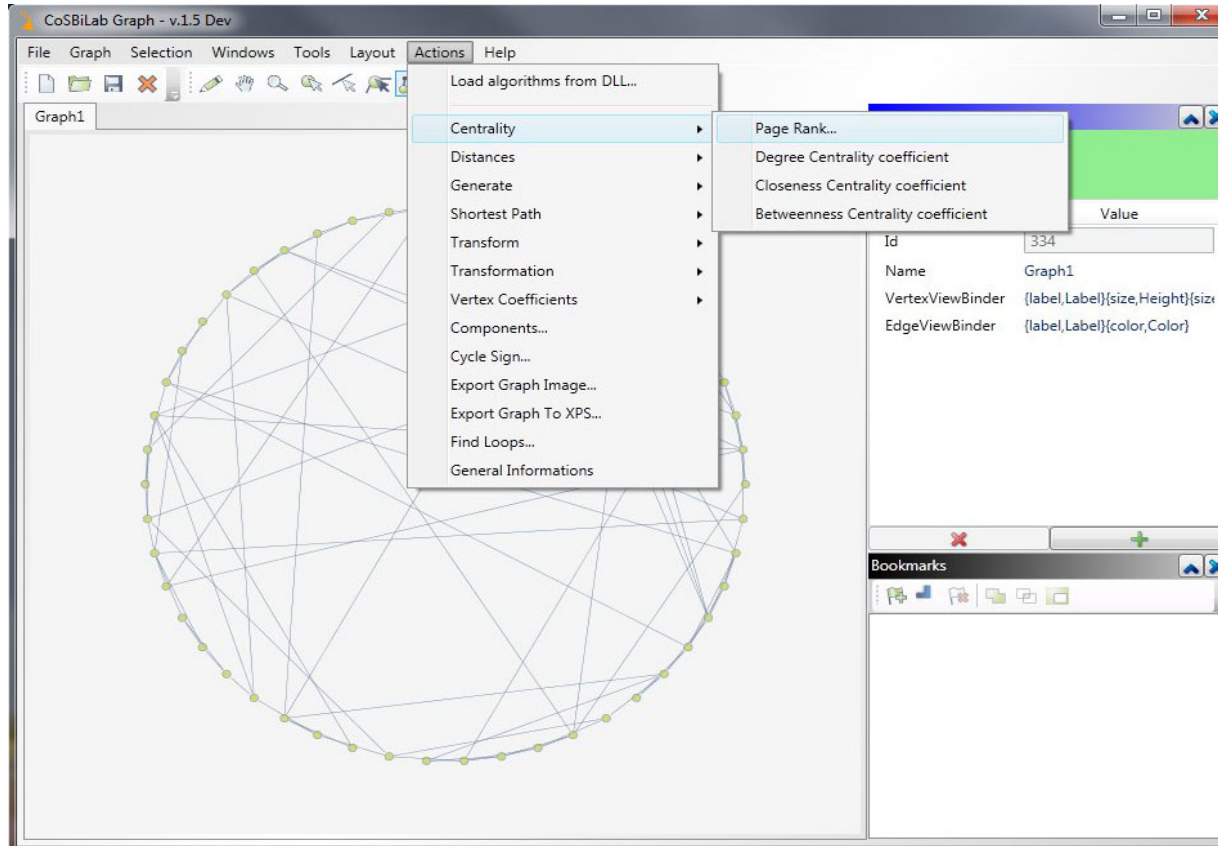 CoSBiLab Graph - v.1.5 Dev
File Graph Selection Windows Tools Layout Actions Help
Graph1
Load algorithms from DLL...
Centrality
Distances
Generate
Shortest Path
Transform
Transformation
Vertex Coefficients
Components...
Cycle Sign...
Export Graph Image...
Export Graph To XPS...
Find Loops...
General Informations
Page Rank...
Degree Centrality coefficient
Closeness Centrality coefficient
Betweenness Centrality coefficient
Value
Id 334
Name Graph1
VertexViewBinder {label,Label}{size,Height}{size
EdgeViewBinder {label,Label}{color,Color}
Bookmarks